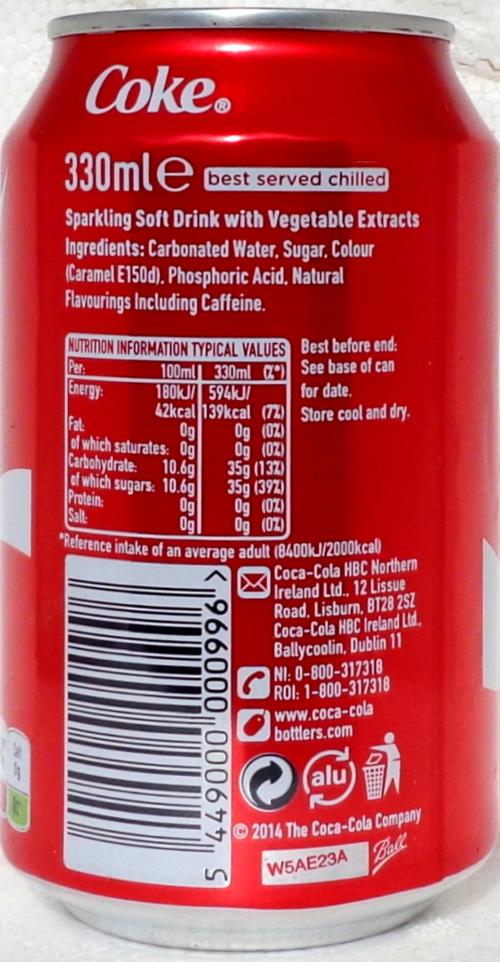 Coke®
330ml e best served chilled
Sparkling Soft Drink with Vegetable Extracts
Ingredients: Carbonated Water, Sugar, Colour
(Caramel E150d), Phosphoric Acid, Natural
Flavourings Including Caffeine.
NUTRITION INFORMATION TYPICAL VALUES
Per: 100ml 330ml (%*)
Energy: 180kJ/ 594kJ/
42kcal 139kcal (7%)
Fat: 0g 0g (0%)
of which saturates: 0g 0g (0%)
Carbohydrate: 10.6g 35g (13%)
of which sugars: 10.6g 35g (39%)
Protein: 0g 0g (0%)
Salt: 0g 0g (0%)
*Reference intake of an average adult (8400kJ/2000kcal)
Best before end:
See base of can
for date.
Store cool and dry.
5 449000 000996 >
Coca-Cola HBC Northern
Ireland Ltd., 12 Lissue
Road, Lisburn, BT28 2SZ
Coca-Cola HBC Ireland Ltd.,
Ballycoolin, Dublin 11
NI: 0-800-317318
ROI: 1-800-317318
www.coca-cola
bottlers.com
alu
© 2014 The Coca-Cola Company
W5AE23A Ball
Salt
0g